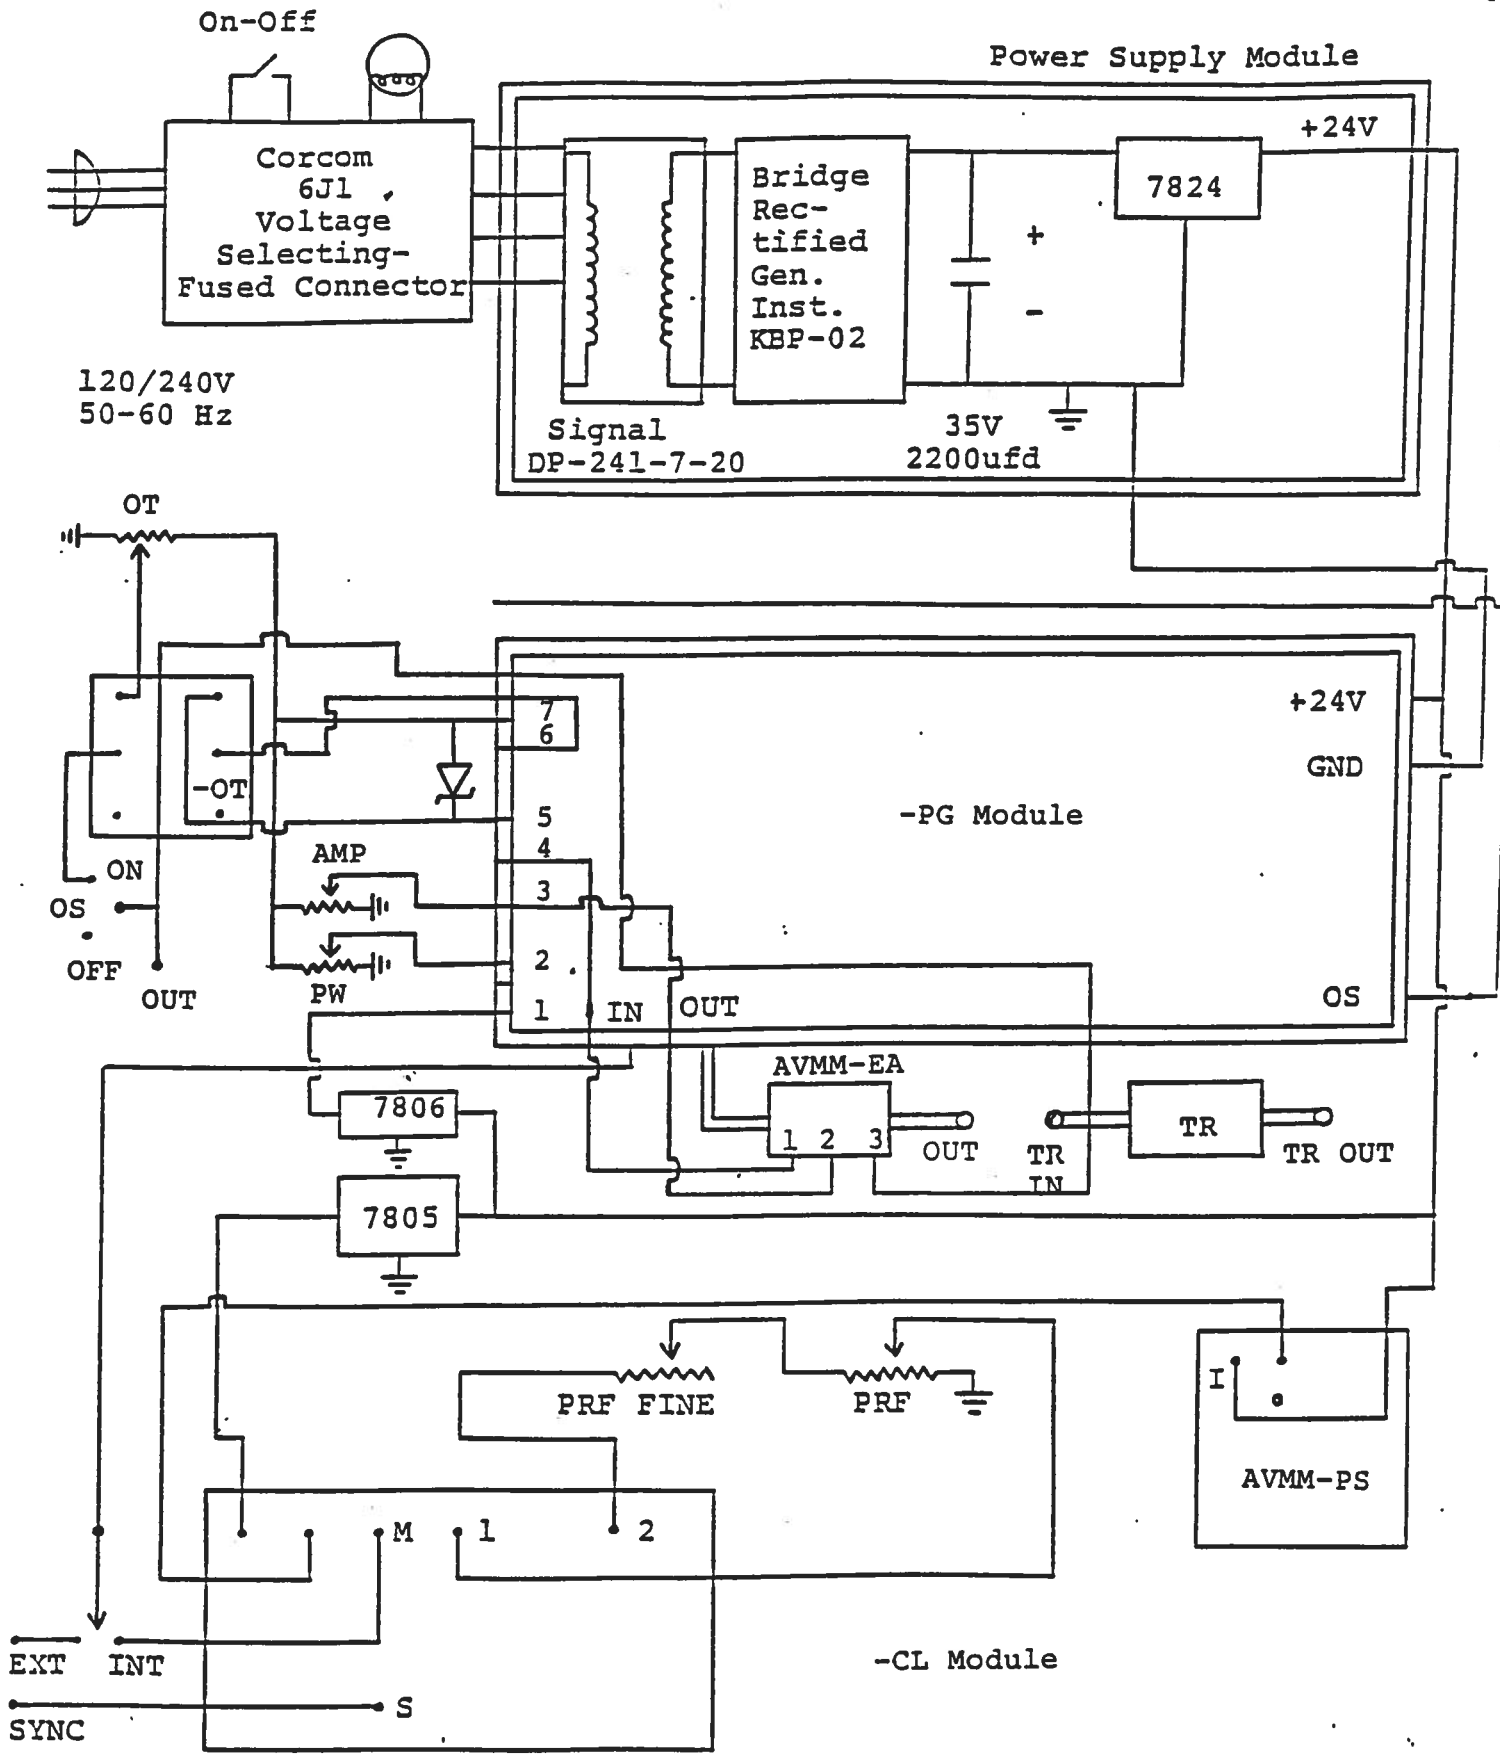 On-Off
Power Supply Module
Corcom
6J1
Voltage
Selecting-
Fused Connector
Bridge
Rec-
tified
Gen.
Inst.
KBP-02
+
-
7824
+24V
120/240V
50-60 Hz
Signal
DP-241-7-20
35V
2200ufd
OT
7
6
5
4
3
2
1
+24V
GND
-PG Module
OS
-OT
ON
OS
OFF
OUT
AMP
PW
IN
OUT
AVMM-EA
1 2 3
OUT
TR
IN
TR
TR OUT
7806
7805
PRF FINE
PRF
I
AVMM-PS
M
1
2
EXT
INT
-CL Module
S
SYNC